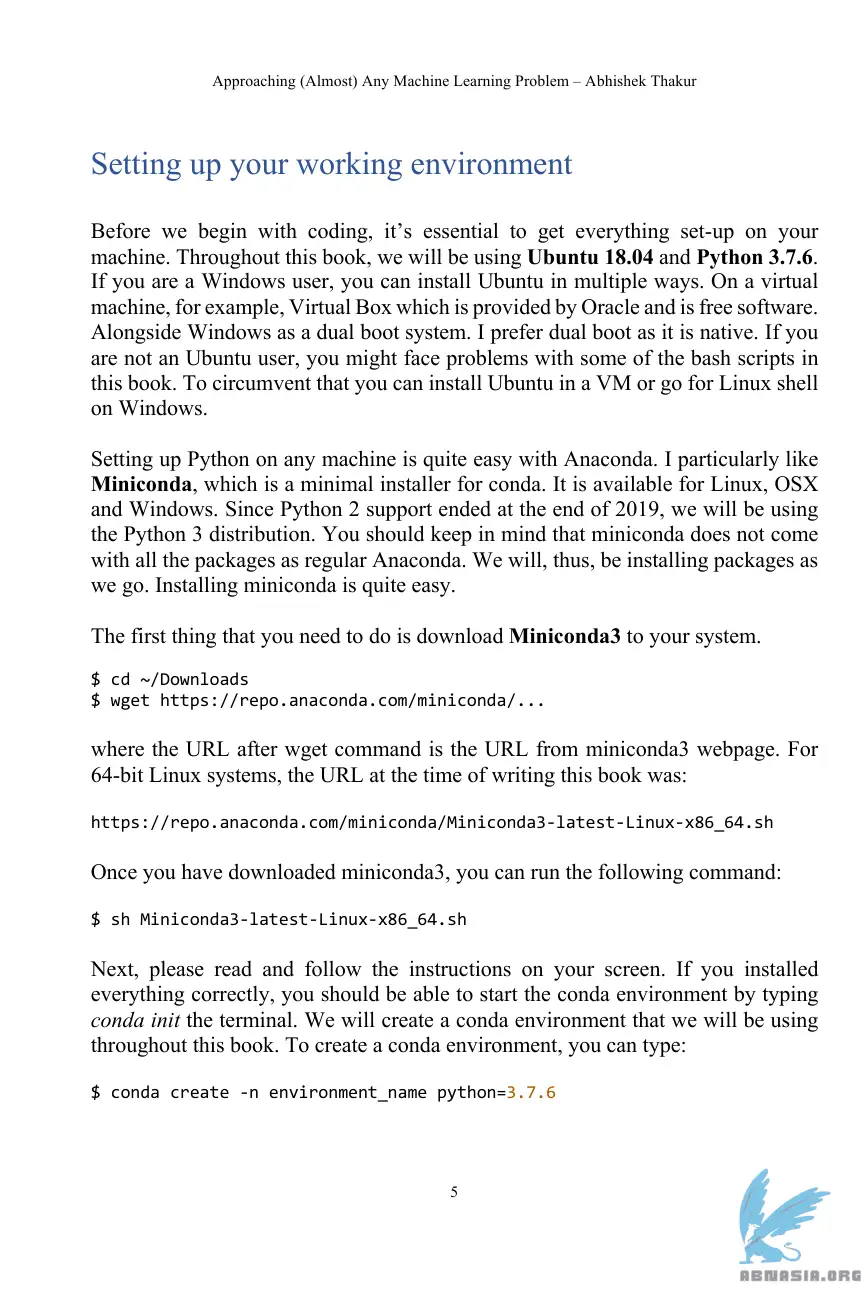 Approaching (Almost) Any Machine Learning Problem – Abhishek Thakur
Setting up your working environment
Before we begin with coding, it’s essential to get everything set-up on your
machine. Throughout this book, we will be using Ubuntu 18.04 and Python 3.7.6.
If you are a Windows user, you can install Ubuntu in multiple ways. On a virtual
machine, for example, Virtual Box which is provided by Oracle and is free software.
Alongside Windows as a dual boot system. I prefer dual boot as it is native. If you
are not an Ubuntu user, you might face problems with some of the bash scripts in
this book. To circumvent that you can install Ubuntu in a VM or go for Linux shell
on Windows.
Setting up Python on any machine is quite easy with Anaconda. I particularly like
Miniconda, which is a minimal installer for conda. It is available for Linux, OSX
and Windows. Since Python 2 support ended at the end of 2019, we will be using
the Python 3 distribution. You should keep in mind that miniconda does not come
with all the packages as regular Anaconda. We will, thus, be installing packages as
we go. Installing miniconda is quite easy.
The first thing that you need to do is download Miniconda3 to your system.
$ cd ~/Downloads
$ wget https://repo.anaconda.com/miniconda/...
where the URL after wget command is the URL from miniconda3 webpage. For
64-bit Linux systems, the URL at the time of writing this book was:
https://repo.anaconda.com/miniconda/Miniconda3-latest-Linux-x86_64.sh
Once you have downloaded miniconda3, you can run the following command:
$ sh Miniconda3-latest-Linux-x86_64.sh
Next, please read and follow the instructions on your screen. If you installed
everything correctly, you should be able to start the conda environment by typing
conda init the terminal. We will create a conda environment that we will be using
throughout this book. To create a conda environment, you can type:
$ conda create -n environment_name python=3.7.6
5
ABNASIA.ORG